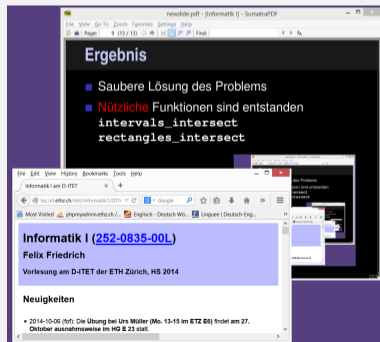 newslide.pdf - [Informatik I] - SumatraPDF
File View Go To Zoom Favorites Settings Help
Page: 9 (13 / 13) Find:
Ergebnis
Saubere Lösung des Problems
Nützliche Funktionen sind entstanden
intervals_intersect
rectangles_intersect
File Edit View History Bookmarks Tools Help
Informatik I am D-ITET
Google
Most Visited phpmyadmin.ethz.ch /... Englisch - Deutsch Wö... Linguee | Deutsch-Eng...
Informatik I (252-0835-00L)
Felix Friedrich
Vorlesung am D-ITET der ETH Zürich, HS 2014
Neuigkeiten
2014-10-06 (fof): Die Übung bei Urs Müller (Mo. 13-15 im ETZ E6) findet am 27.
Oktober ausnahmsweise im HG E 23 statt.